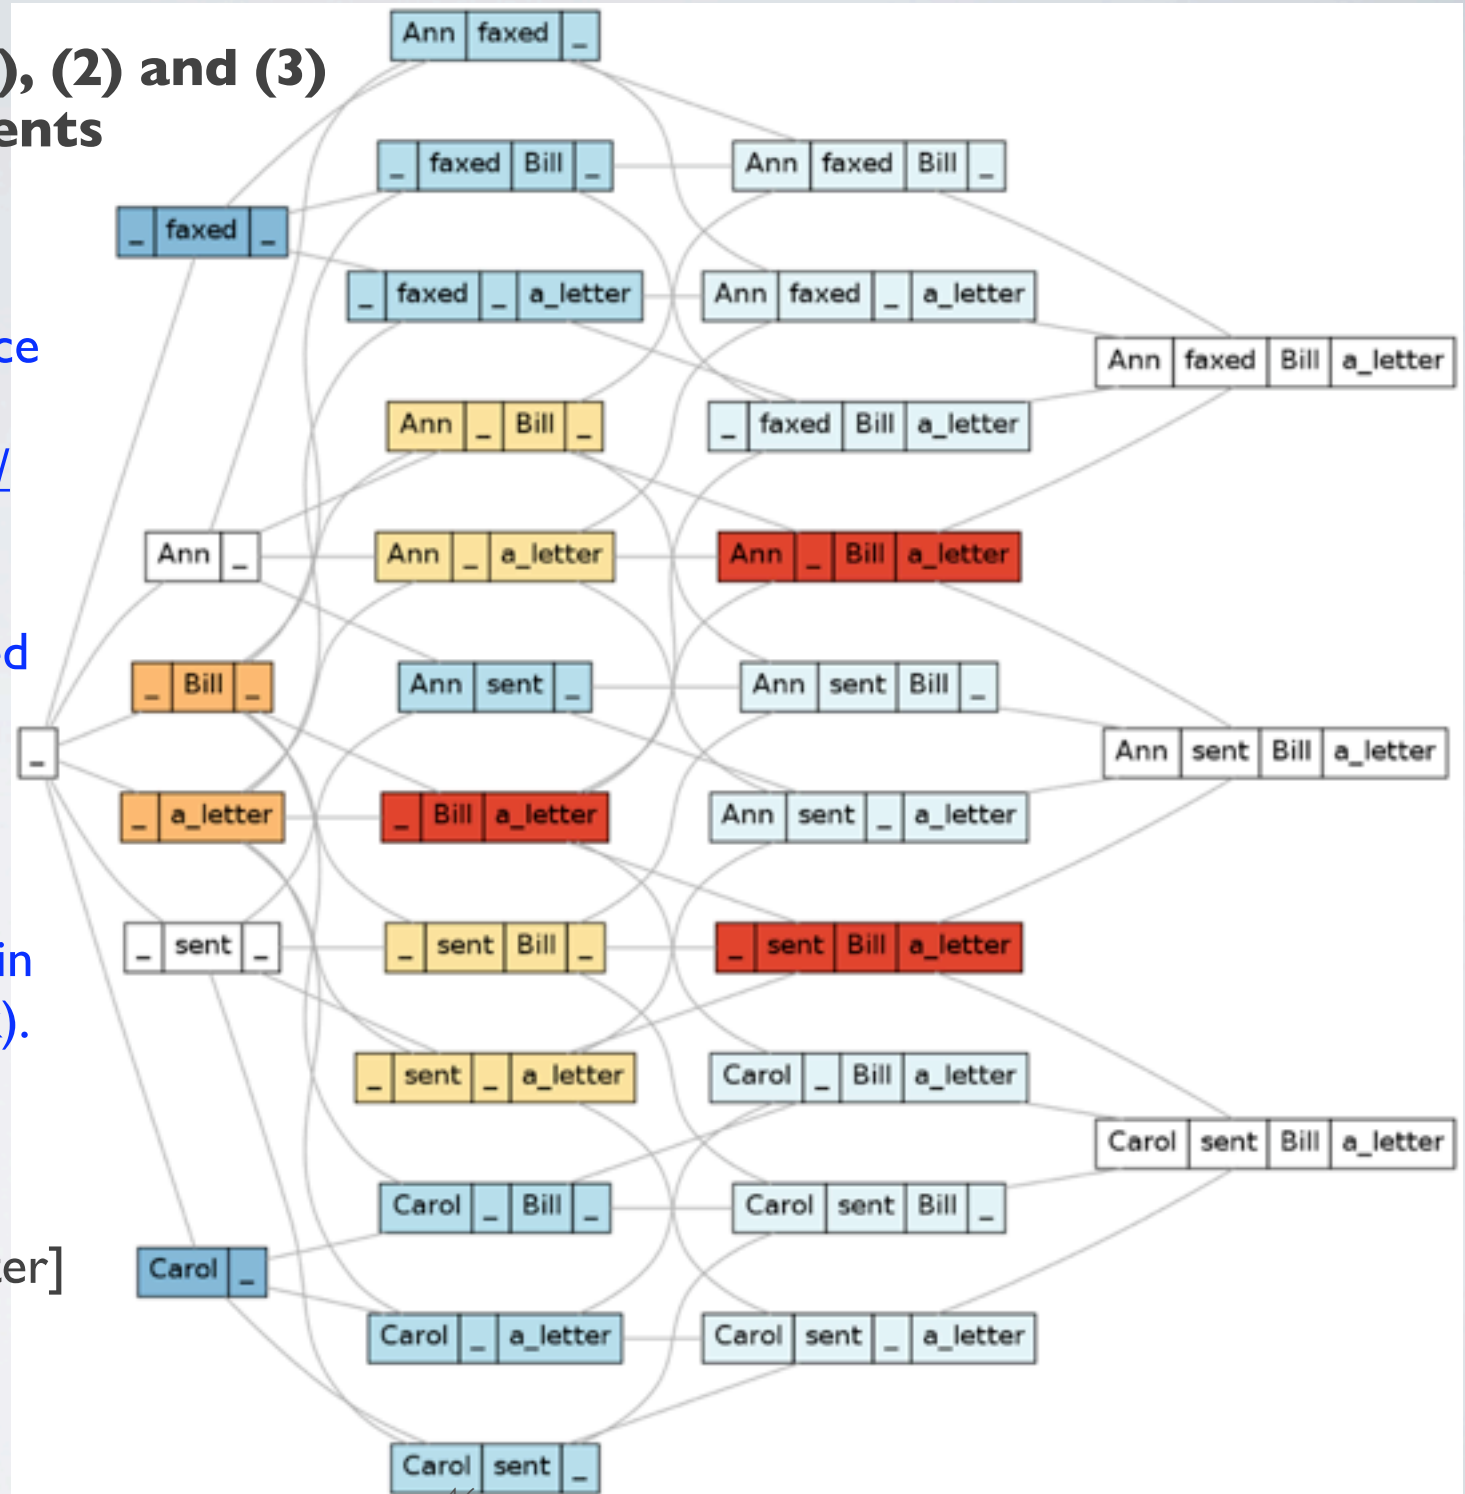 ), (2) and (3)
ents
ce
/
d
in
).
er]
_
_ faxed _
Ann _
_ Bill _
_ a_letter
_ sent _
Carol _
Ann faxed _
_ faxed Bill _
_ faxed _ a_letter
Ann _ Bill _
Ann _ a_letter
Ann sent _
_ Bill a_letter
_ sent Bill _
_ sent _ a_letter
Carol _ Bill _
Carol _ a_letter
Carol sent _
Ann faxed Bill _
Ann faxed _ a_letter
_ faxed Bill a_letter
Ann _ Bill a_letter
Ann sent Bill _
Ann sent _ a_letter
_ sent Bill a_letter
Carol _ Bill a_letter
Carol sent Bill _
Carol sent _ a_letter
Ann faxed Bill a_letter
Ann sent Bill a_letter
Carol sent Bill a_letter